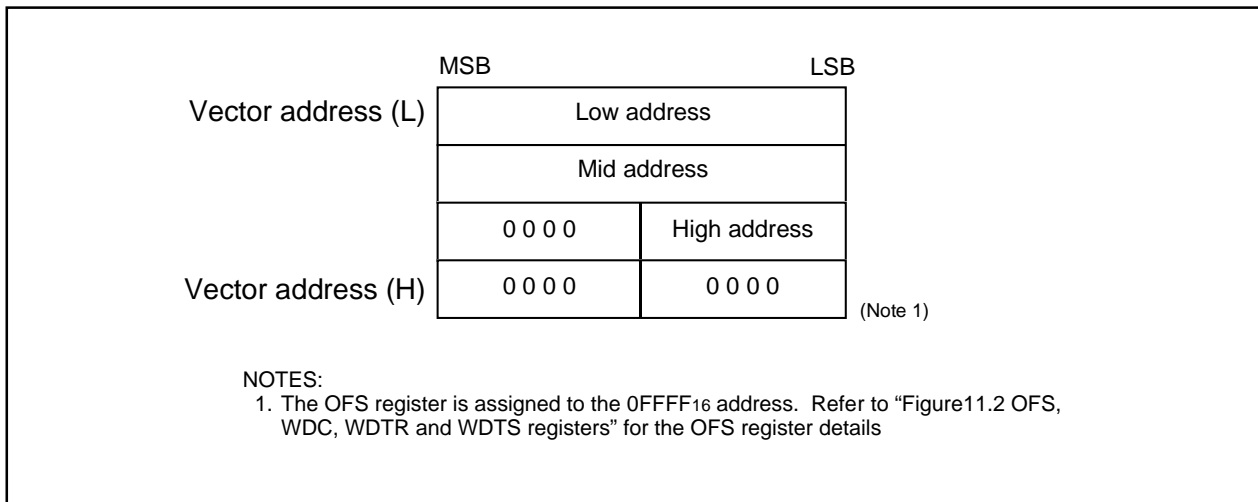 MSB LSB
Vector address (L) Low address
Mid address
0 0 0 0 High address
Vector address (H) 0 0 0 0 0 0 0 0
(Note 1)
NOTES:
1. The OFS register is assigned to the 0FFFF16 address. Refer to “Figure11.2 OFS,
WDC, WDTR and WDTS registers” for the OFS register details